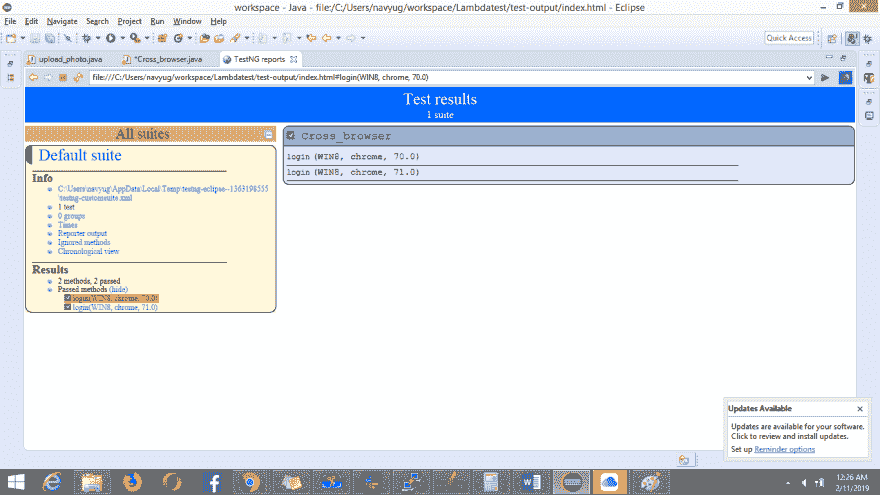 workspace - Java - file:/C:/Users/navyug/workspace/Lambdatest/test-output/index.html - Eclipse
File Edit Navigate Search Project Run Window Help
Quick Access
upload_photo.java *Cross_browser.java TestNG reports
file:///C:/Users/navyug/workspace/Lambdatest/test-output/index.html#login(WIN8, chrome, 70.0)
Test results
1 suite
All suites
Default suite
Info
C:\Users\navyug\AppData\Local\Temp\testng-eclipse--1363198555
\testng-customsuite.xml
1 test
0 groups
Times
Reporter output
Ignored methods
Chronological view
Results
2 methods, 2 passed
Passed methods (hide)
login(WIN8, chrome, 70.0)
login(WIN8, chrome, 71.0)
Cross_browser
login (WIN8, chrome, 70.0)
login (WIN8, chrome, 71.0)
Updates Available
Updates are available for your software.
Click to review and install updates.
Set up Reminder options
12:26 AM
2/11/2019